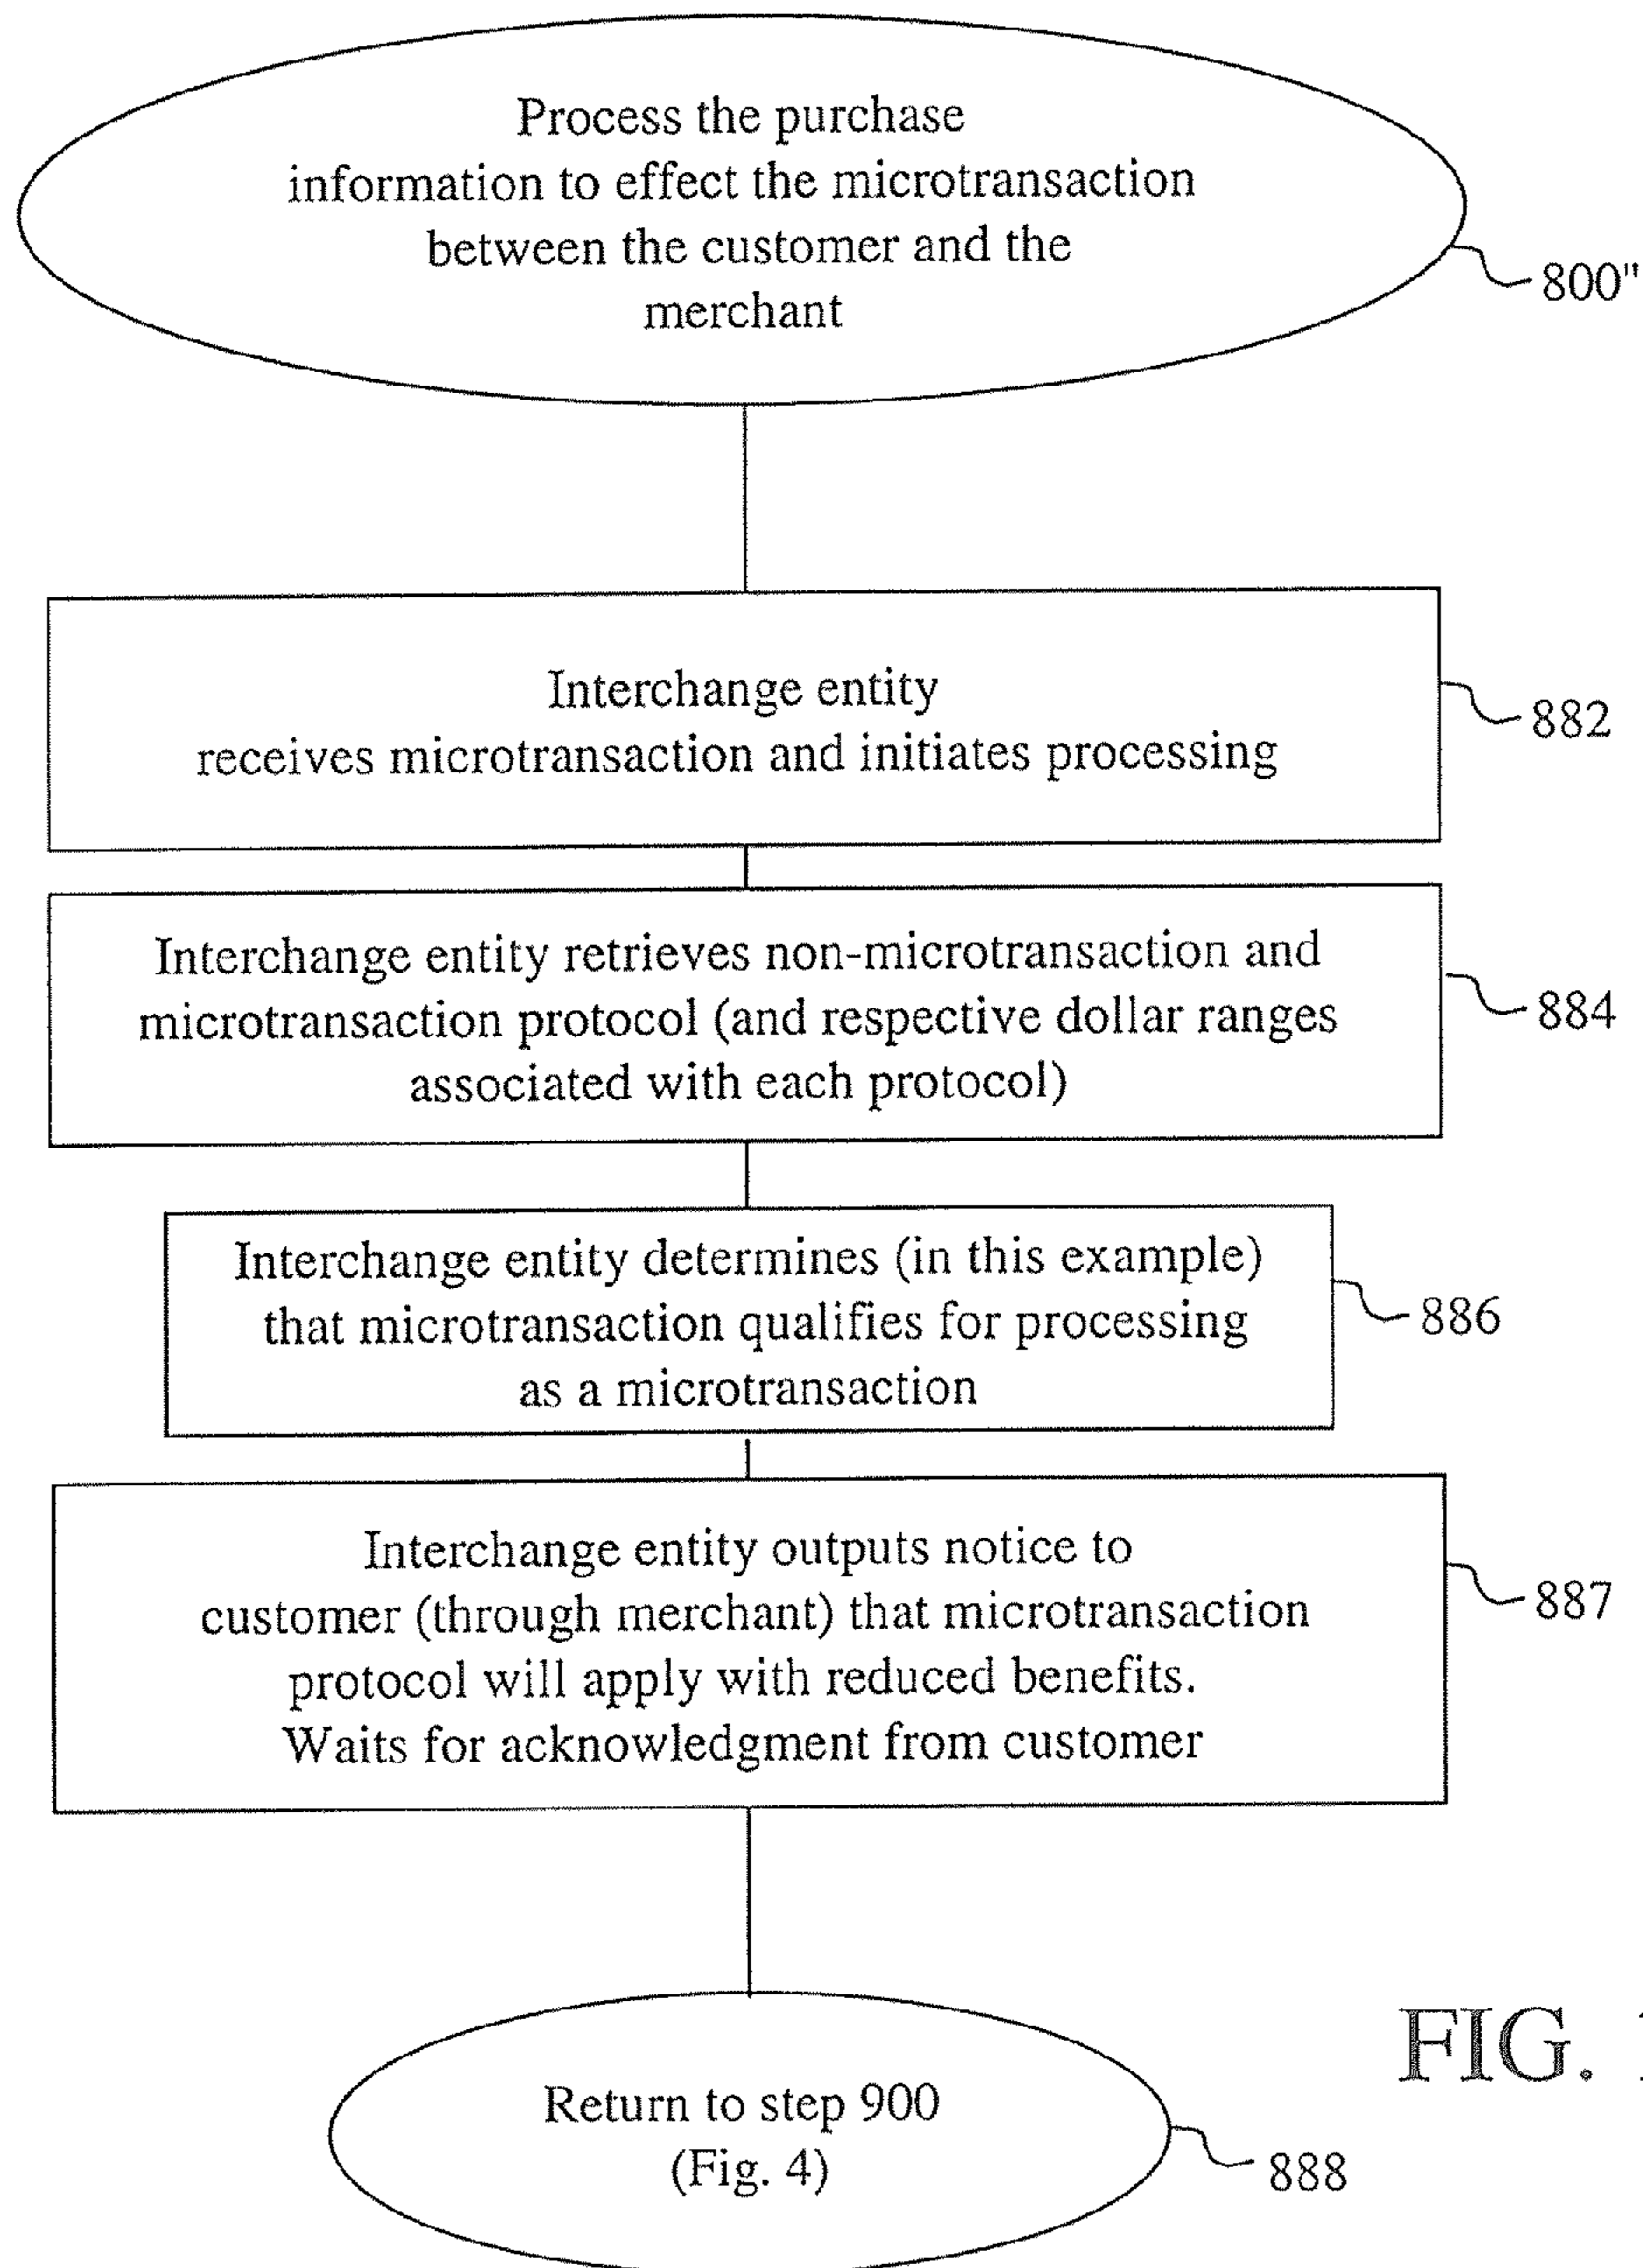 Process the purchase
information to effect the microtransaction
between the customer and the
merchant
800"
Interchange entity
receives microtransaction and initiates processing
882
Interchange entity retrieves non-microtransaction and
microtransaction protocol (and respective dollar ranges
associated with each protocol)
884
Interchange entity determines (in this example)
that microtransaction qualifies for processing
as a microtransaction
886
Interchange entity outputs notice to
customer (through merchant) that microtransaction
protocol will apply with reduced benefits.
Waits for acknowledgment from customer
887
Return to step 900
(Fig. 4)
888
FIG.